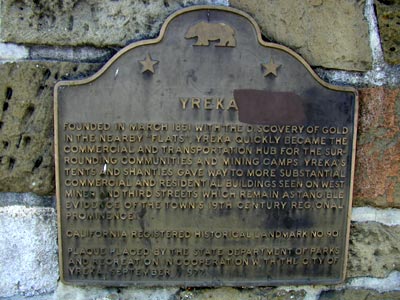 YREKA
FOUNDED IN MARCH 1851 WITH THE DISCOVERY OF GOLD
IN THE NEARBY "FLATS" YREKA QUICKLY BECAME THE
COMMERCIAL AND TRANSPORTATION HUB FOR THE SUR-
ROUNDING COMMUNITIES AND MINING CAMPS. YREKA'S
TENTS AND SHANTIES GAVE WAY TO MORE SUBSTANTIAL
COMMERCIAL AND RESIDENTIAL BUILDINGS SEEN ON WEST
MINER AND THIRD STREETS WHICH REMAIN AS TANGIBLE
EVIDENCE OF THE TOWN'S 19TH CENTURY REGIONAL
PROMINENCE.
CALIFORNIA REGISTERED HISTORICAL LANDMARK NO. 90
PLAQUE PLACED BY THE STATE DEPARTMENT OF PARKS
AND RECREATION IN COOPERATION WITH THE CITY OF
YREKA, SEPTEMBER 1977.